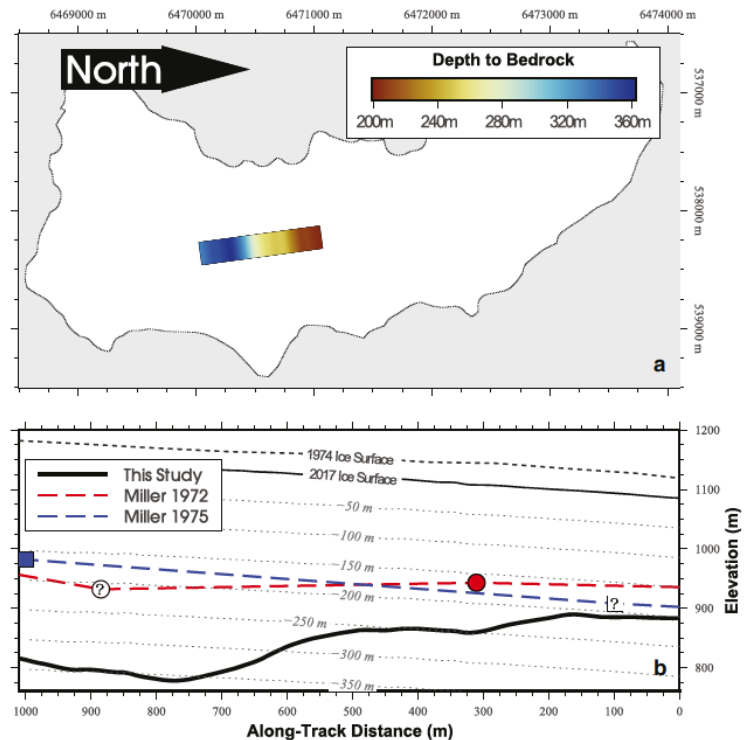 6469000 m 6470000 m 6471000 m 6472000 m 6473000 m 6474000 m
North
Depth to Bedrock
200m 240m 280m 320m 360m
537000 m
538000 m
539000 m
a
1974 Ice Surface
2017 Ice Surface
This Study
Miller 1972
Miller 1975
-50 m
-100 m
-150 m
-200 m
-250 m
-300 m
-350 m
?
?
b
1200
1100
1000
900
800
Elevation (m)
1000 900 800 700 600 500 400 300 200 100 0
Along-Track Distance (m)